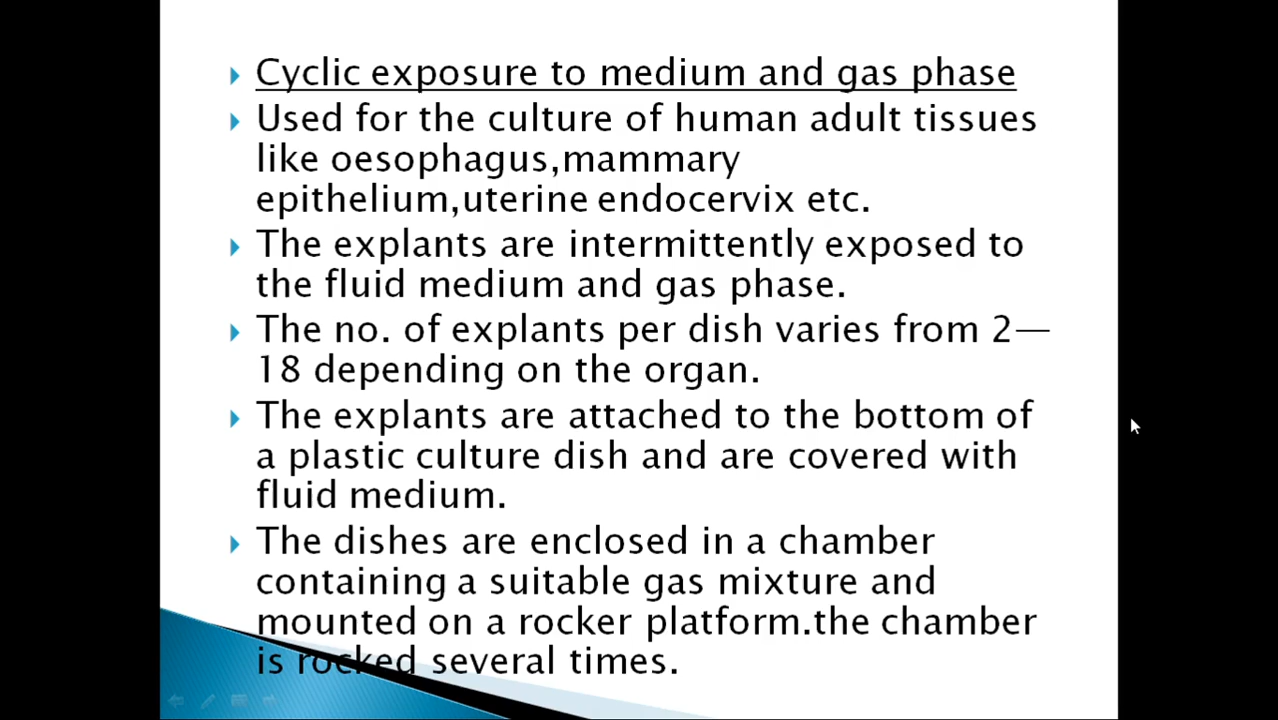 Cyclic exposure to medium and gas phase
Used for the culture of human adult tissues
like oesophagus,mammary
epithelium,uterine endocervix etc.
The explants are intermittently exposed to
the fluid medium and gas phase.
The no. of explants per dish varies from 2—
18 depending on the organ.
The explants are attached to the bottom of
a plastic culture dish and are covered with
fluid medium.
The dishes are enclosed in a chamber
containing a suitable gas mixture and
mounted on a rocker platform.the chamber
is rocked several times.